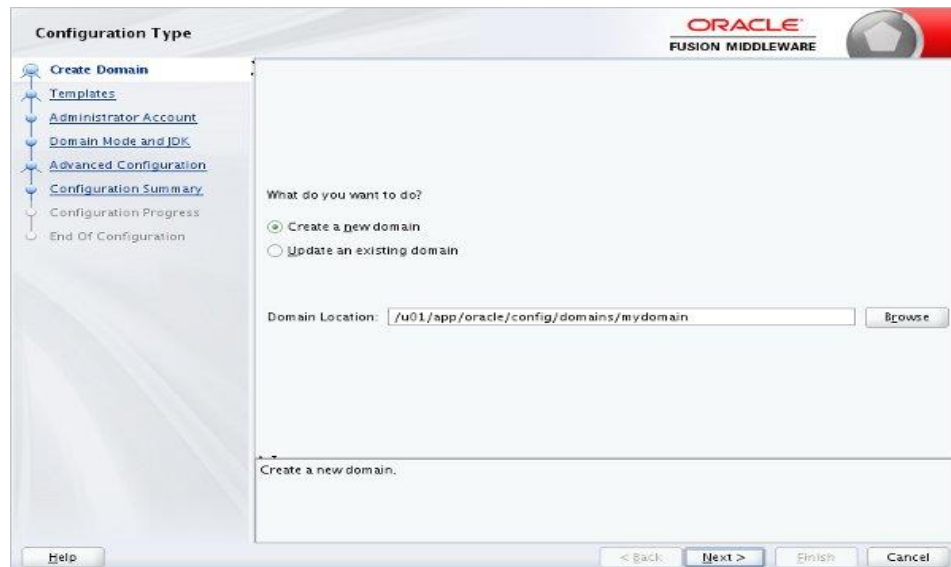 Configuration Type
ORACLE
FUSION MIDDLEWARE
Create Domain
Templates
Administrator Account
Domain Mode and JDK
Advanced Configuration
Configuration Summary
Configuration Progress
End Of Configuration
What do you want to do?
Create a new domain
Update an existing domain
Domain Location: /u01/app/oracle/config/domains/mydomain Browse
Create a new domain.
Help < Back Next > Finish Cancel